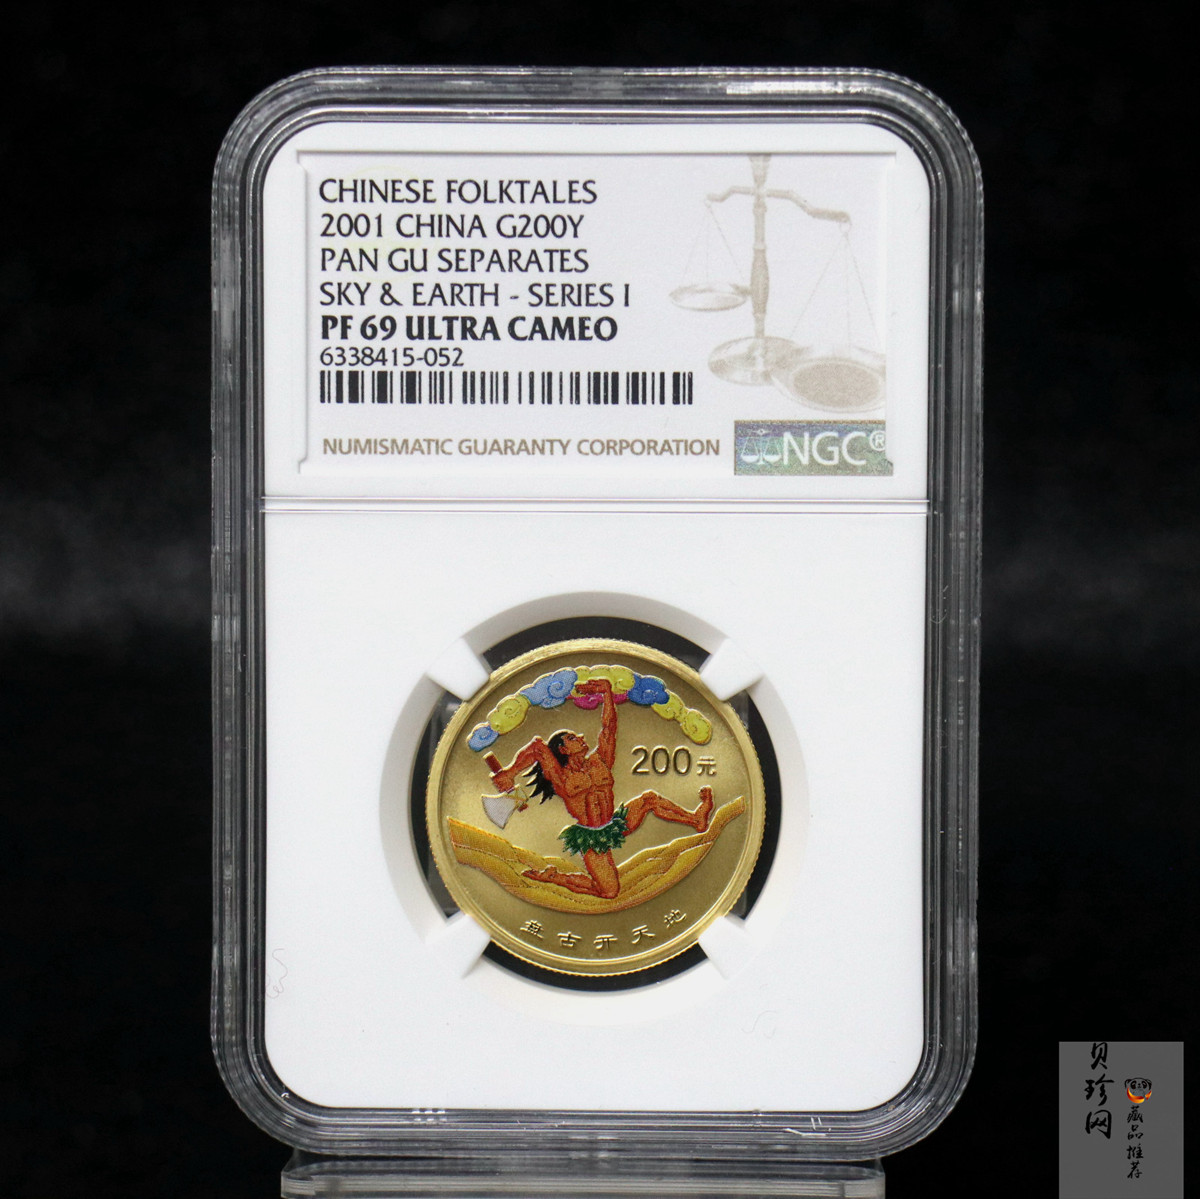 CHINESE FOLKTALES
2001 CHINA G200Y
PAN GU SEPARATES
SKY & EARTH - SERIES I
PF 69 ULTRA CAMEO
6338415-052
NUMISMATIC GUARANTY CORPORATION
NGC®
200元
盘古开天地
贝珍网
藏品推荐